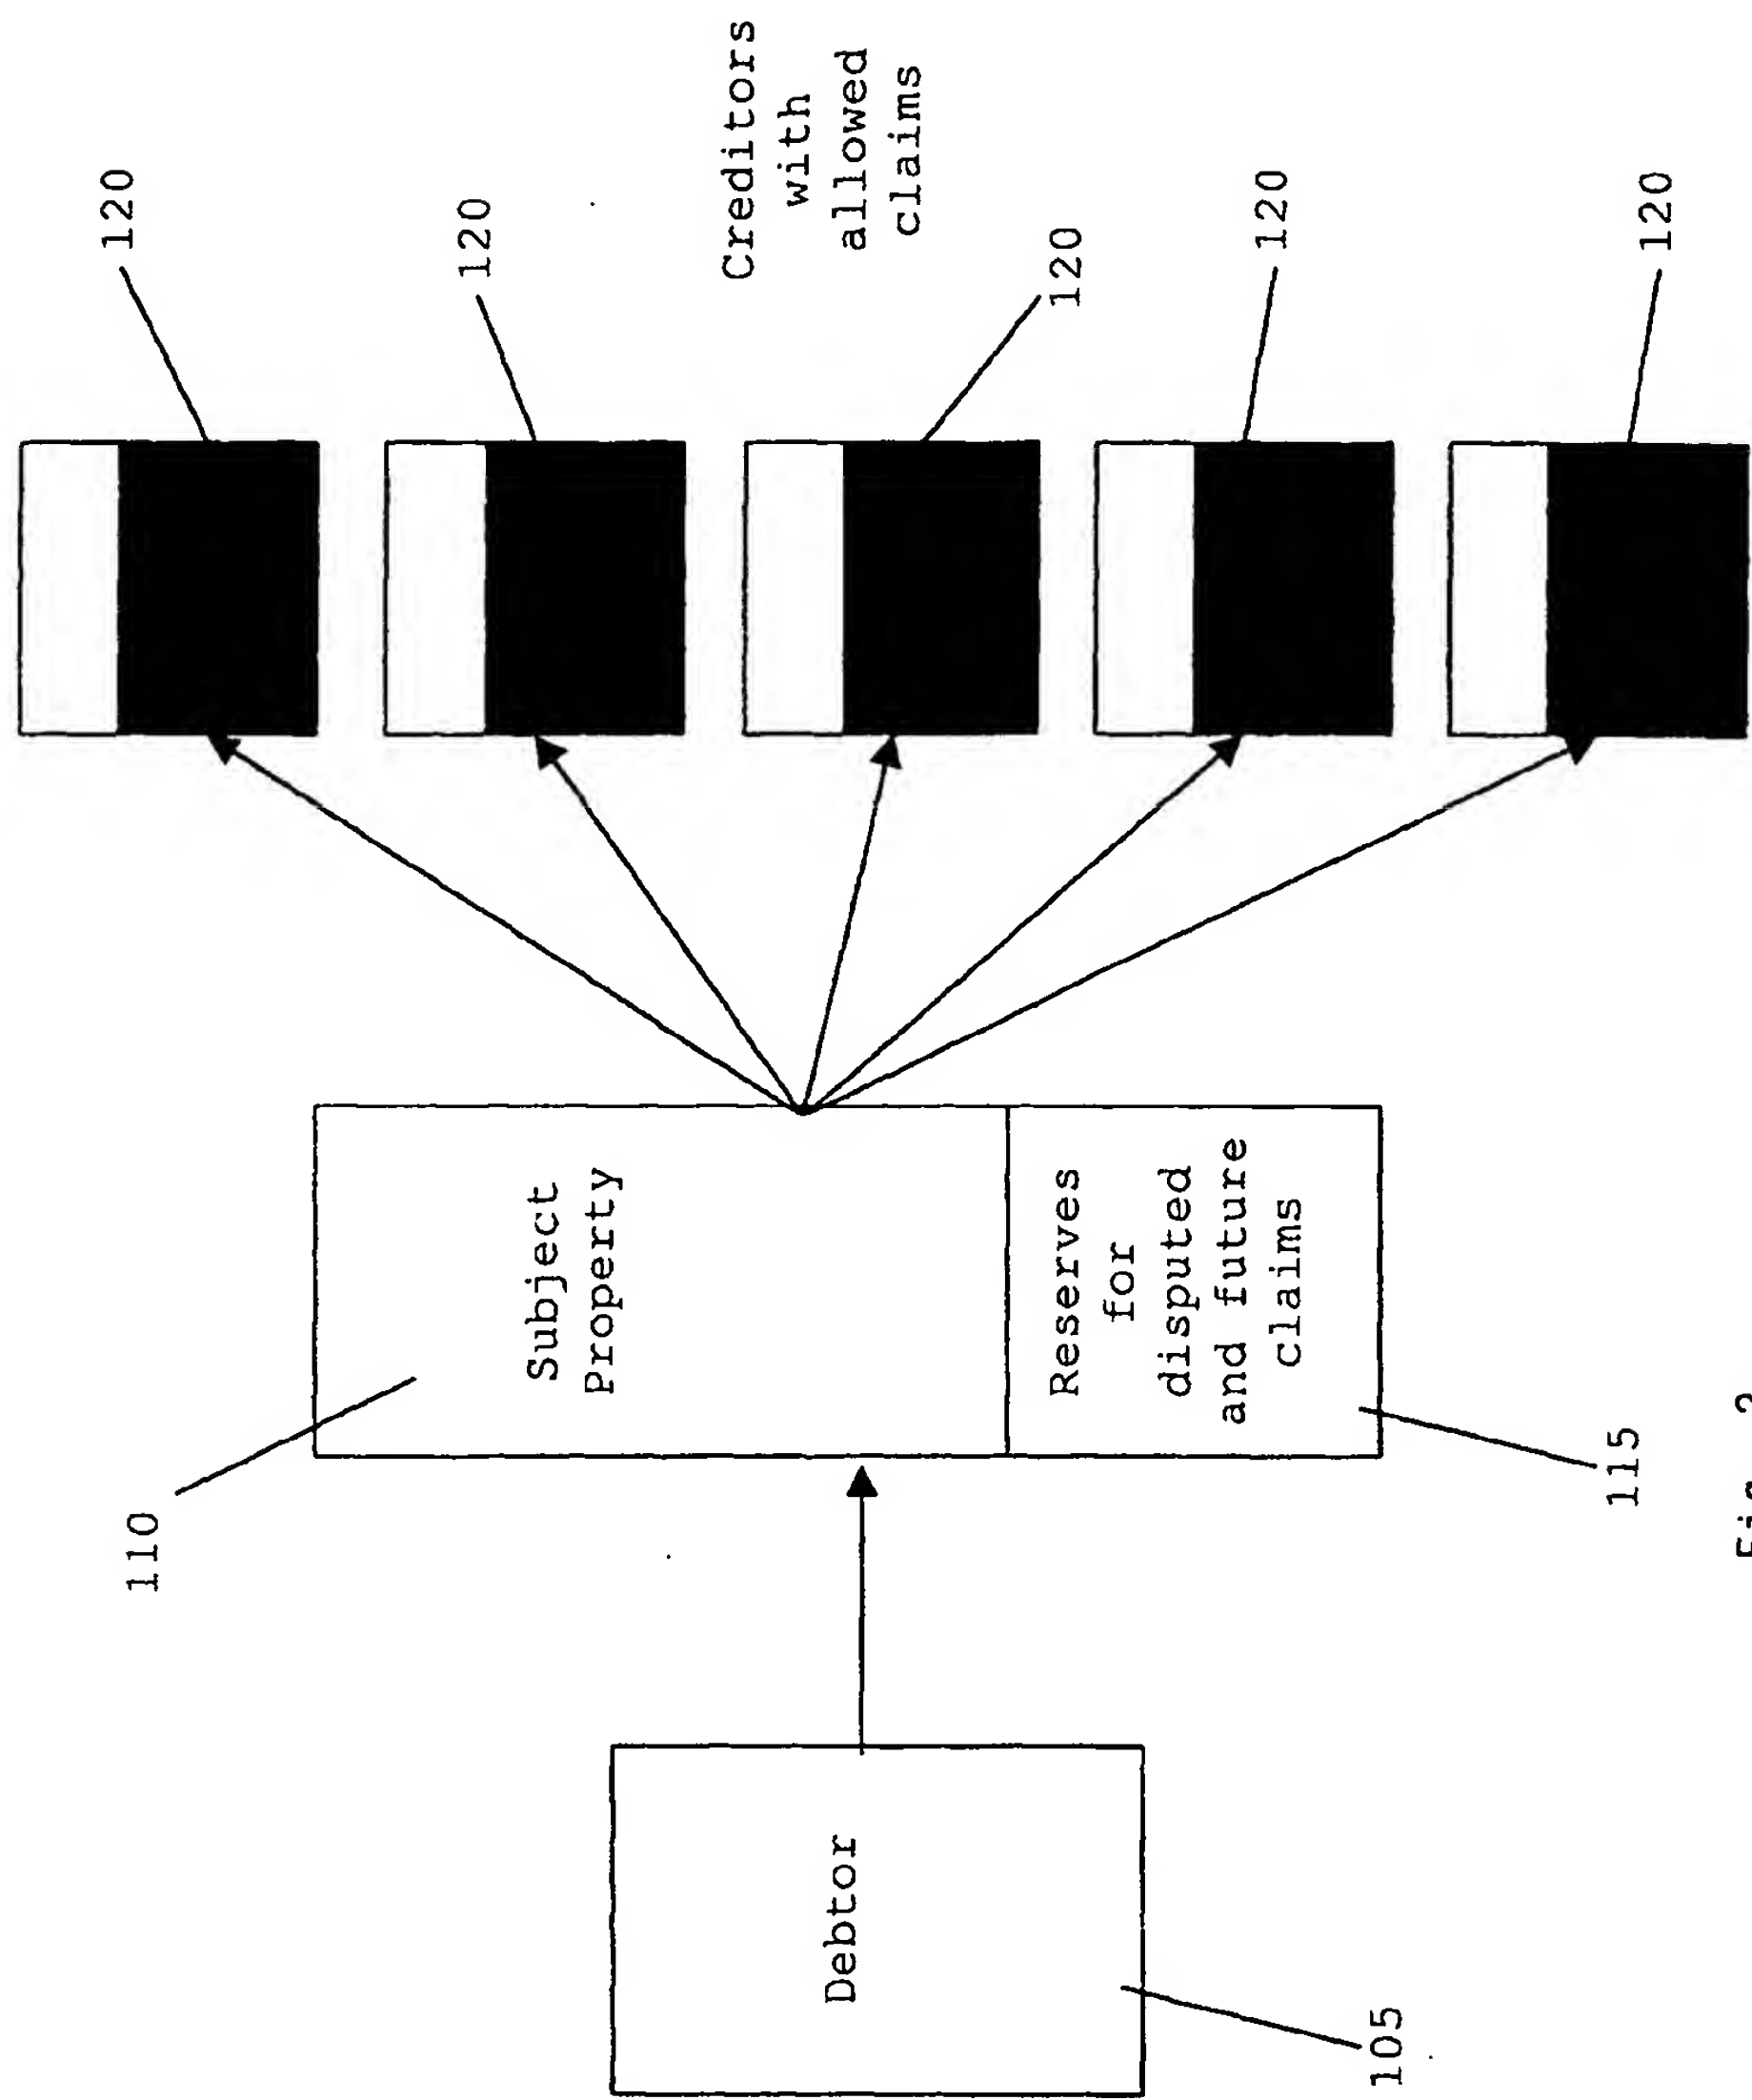 120
120
Creditors
with
allowed
claims
120
120
120
110
Subject
Property
Reserves
for
disputed
and future
claims
115
Debtor
105